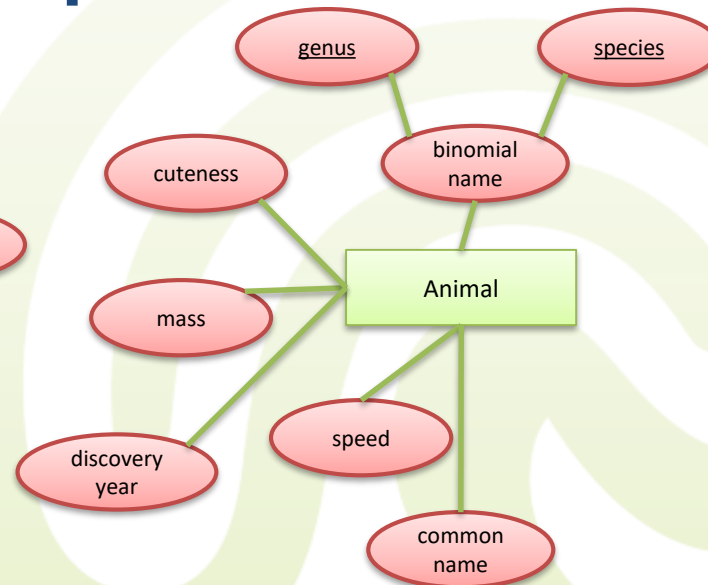 genus
species
binomial
name
cuteness
Animal
mass
speed
discovery
year
common
name